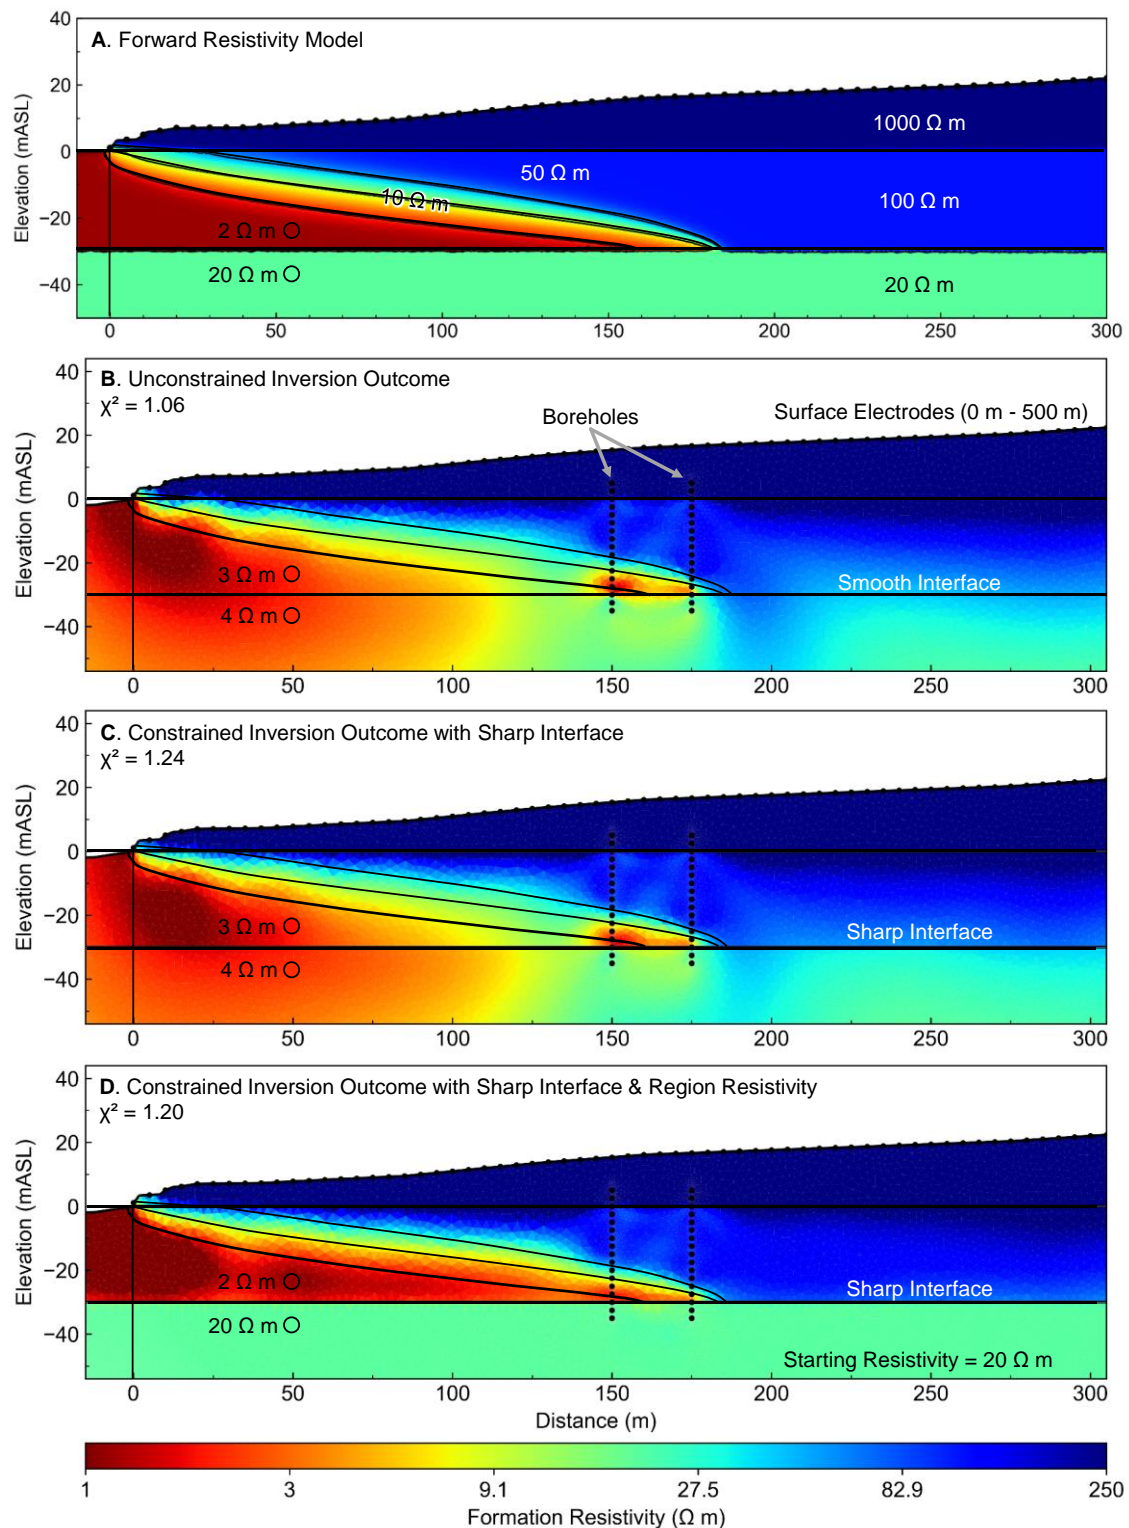 A. Forward Resistivity Model
Elevation (mASL)
40
20
0
−20
−40
1000 Ω m
50 Ω m
10 Ω m
100 Ω m
2 Ω m
20 Ω m
20 Ω m
0 50 100 150 200 250 300
B. Unconstrained Inversion Outcome
χ² = 1.06
Elevation (mASL)
40
20
0
−20
−40
Boreholes
Surface Electrodes (0 m - 500 m)
3 Ω m
Smooth Interface
4 Ω m
0 50 100 150 200 250 300
C. Constrained Inversion Outcome with Sharp Interface
χ² = 1.24
Elevation (mASL)
40
20
0
−20
−40
3 Ω m
Sharp Interface
4 Ω m
0 50 100 150 200 250 300
D. Constrained Inversion Outcome with Sharp Interface & Region Resistivity
χ² = 1.20
Elevation (mASL)
40
20
0
−20
−40
2 Ω m
Sharp Interface
20 Ω m
Starting Resistivity = 20 Ω m
0 50 100 150 200 250 300
Distance (m)
1 3 9.1 27.5 82.9 250
Formation Resistivity (Ω m)